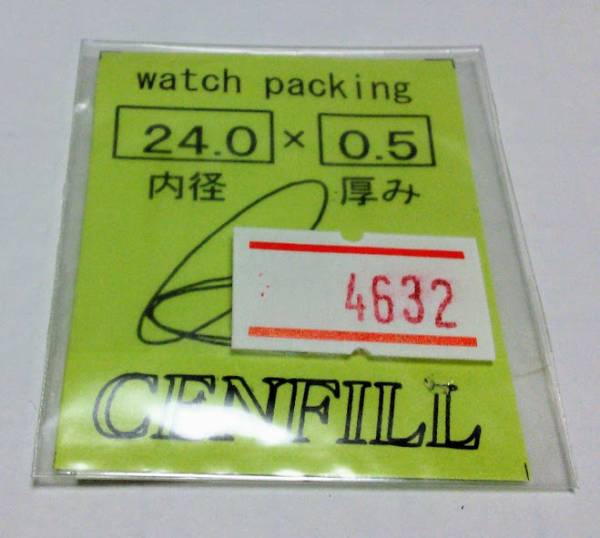 watch packing
24.0 × 0.5
内径 厚み
4632
CENFILL